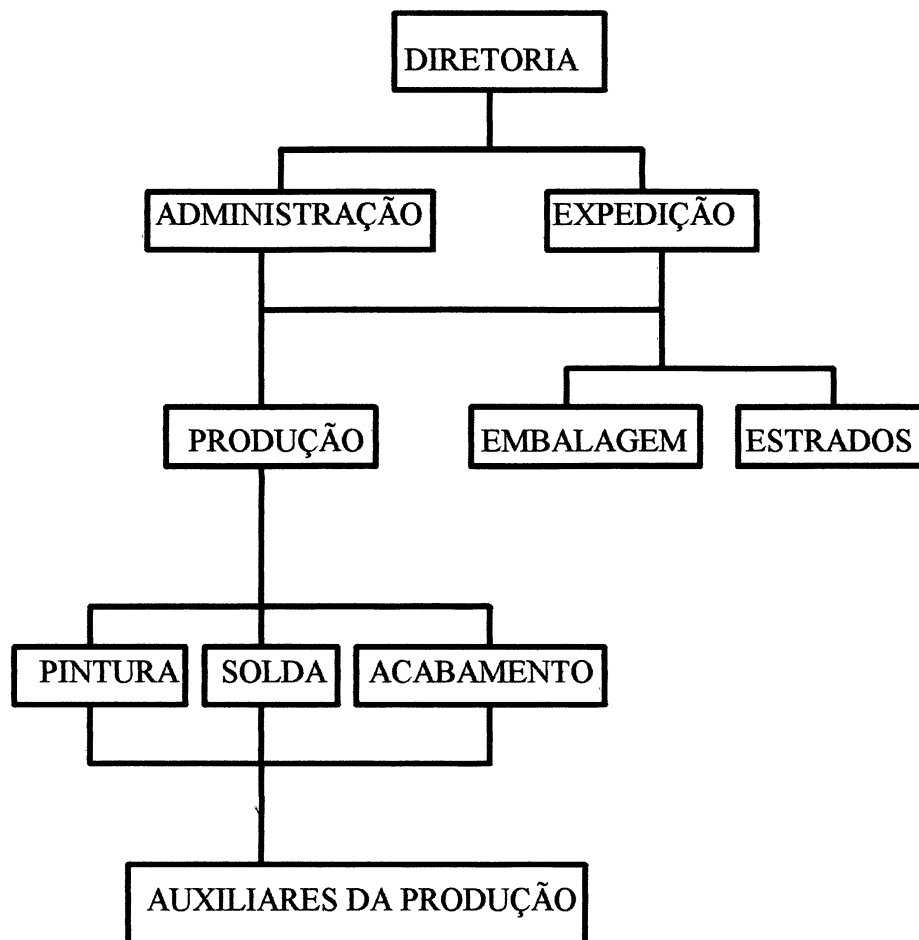 DIRETORIA
ADMINISTRAÇÃO
EXPEDIÇÃO
PRODUÇÃO
EMBALAGEM
ESTRADOS
PINTURA
SOLDA
ACABAMENTO
AUXILIARES DA PRODUÇÃO